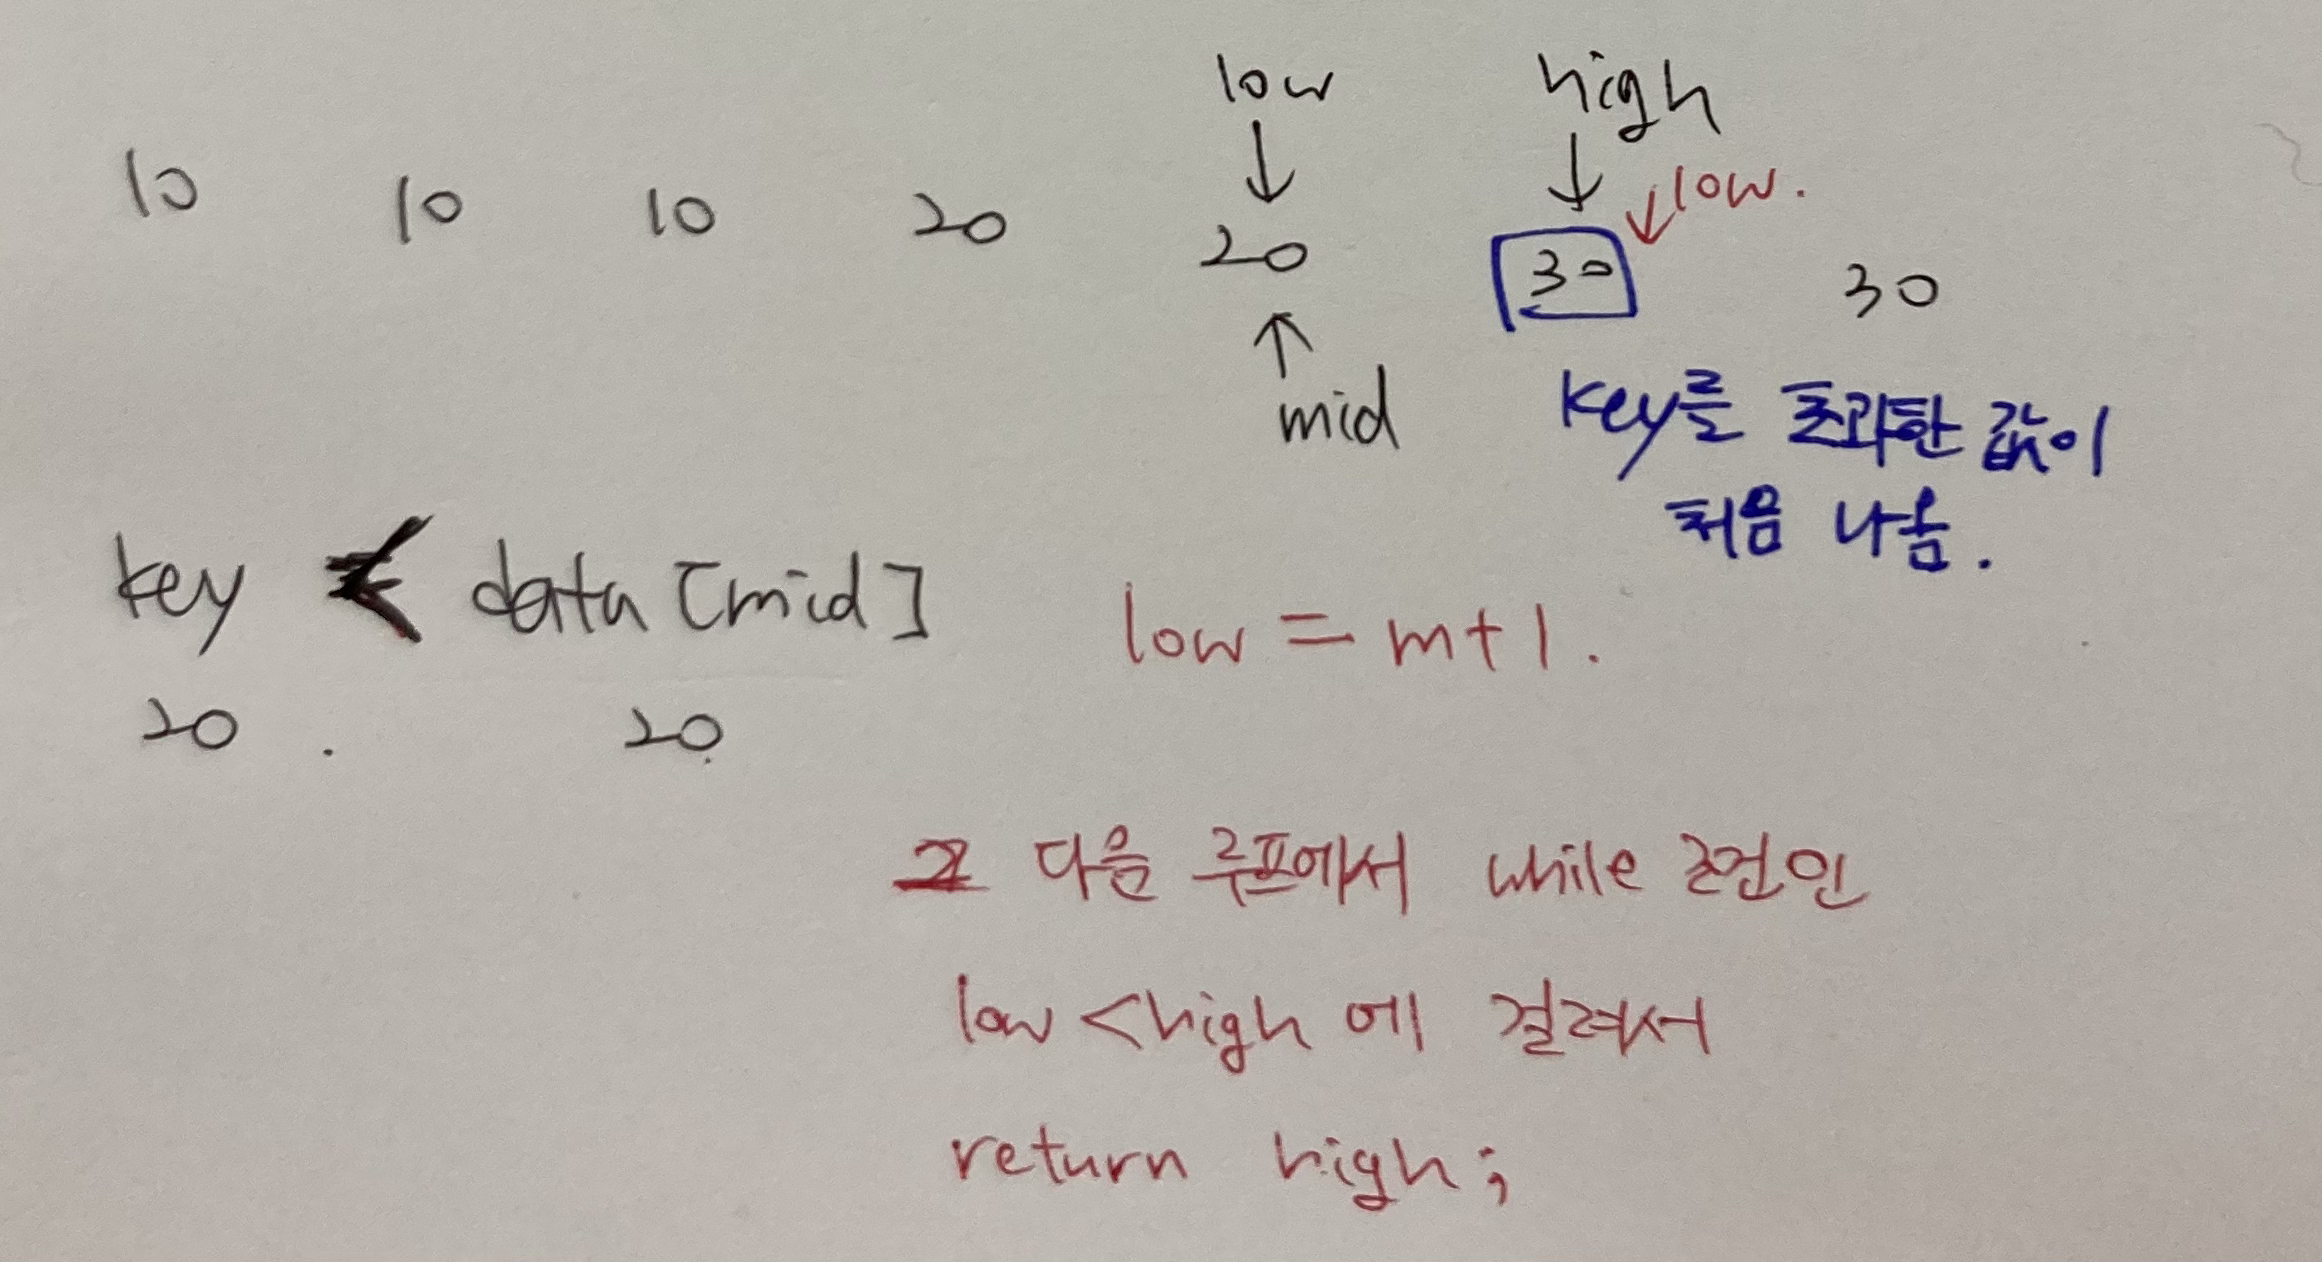 low high
↓ ↓ ↓low.
10 10 10 20 20 30 30
↑
mid
key를 초과한 값이
처음 나옴.
key < data [mid]
low = m+1.
20 . 20
다음 루프에서 while 조건인
low < high 에 걸려서
return high;